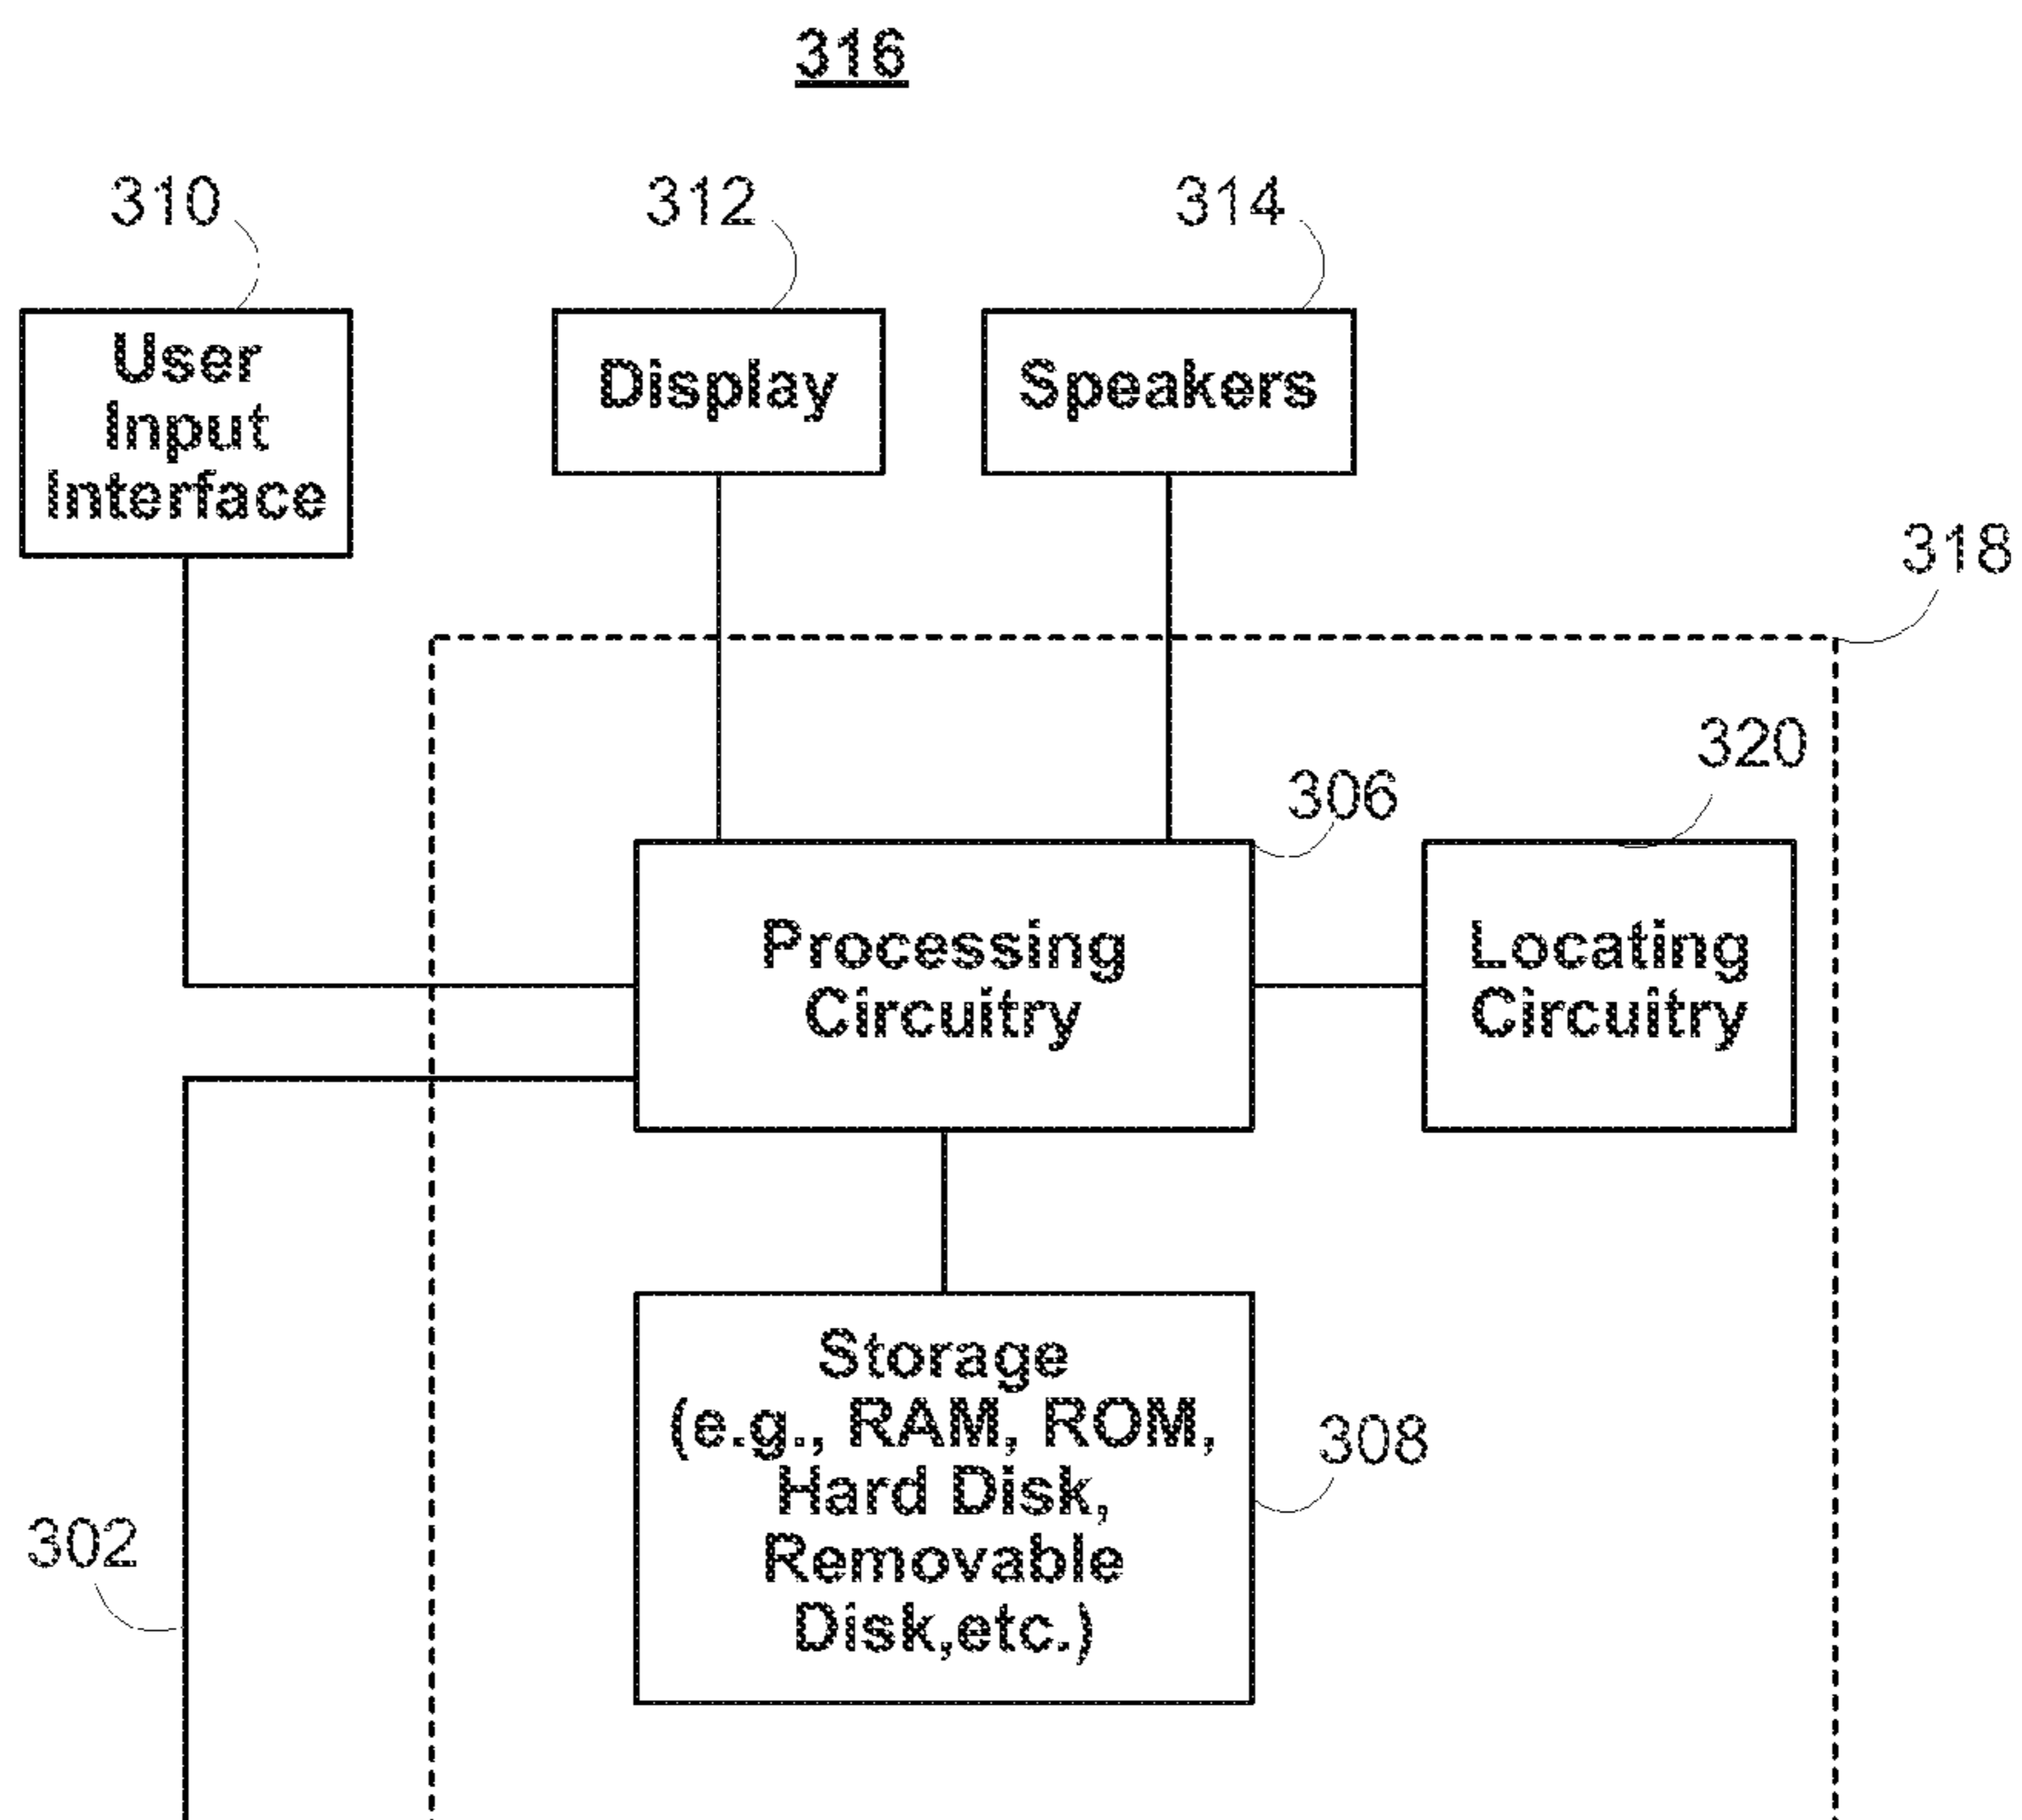 316
310
312
314
User
Input
Interface
Display
Speakers
318
320
306
Processing
Circuitry
Locating
Circuitry
Storage
(e.g., RAM, ROM,
Hard Disk,
Removable
Disk,etc.)
308
302